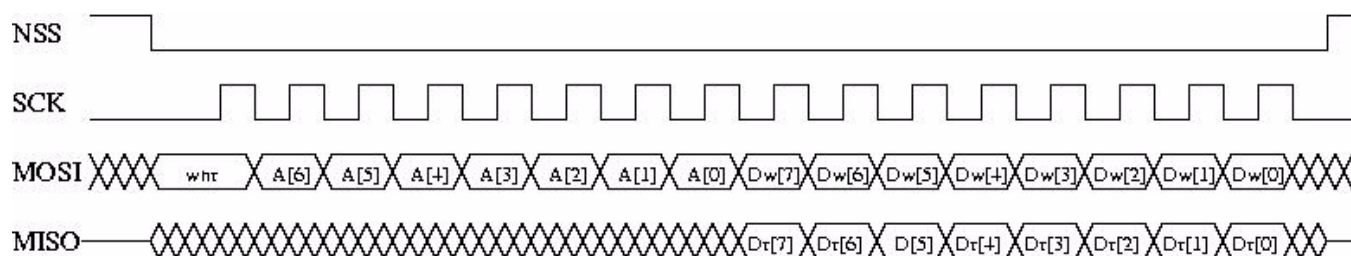 NSS
SCK
MOSI whr A[6] A[5] A[4] A[3] A[2] A[1] A[0] Dw[7] Dw[6] Dw[5] Dw[4] Dw[3] Dw[2] Dw[1] Dw[0]
MISO Dr[7] Dr[6] D[5] Dr[4] Dr[3] Dr[2] Dr[1] Dr[0]